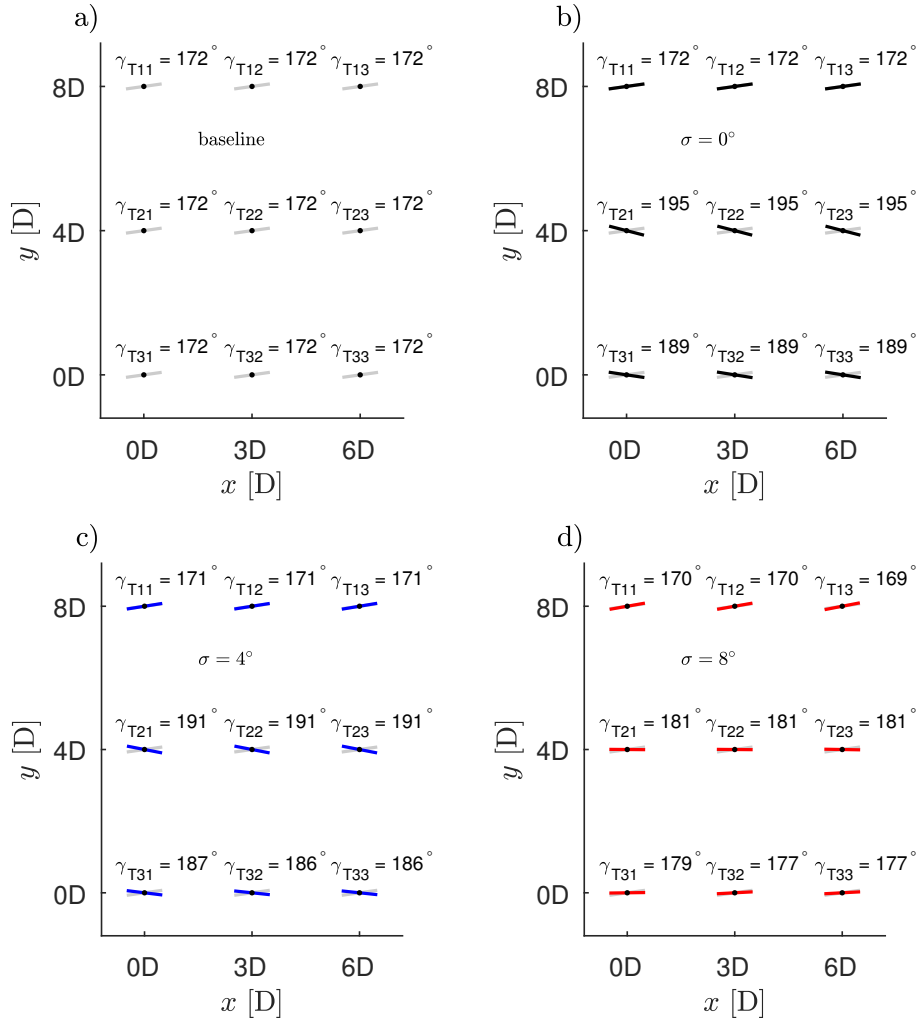 a)
γT11 = 172° γT12 = 172° γT13 = 172°
8D
baseline
γT21 = 172° γT22 = 172° γT23 = 172°
4D
y [D]
γT31 = 172° γT32 = 172° γT33 = 172°
0D
0D 3D 6D
x [D]
b)
γT11 = 172° γT12 = 172° γT13 = 172°
8D
σ = 0°
γT21 = 195° γT22 = 195° γT23 = 195°
4D
y [D]
γT31 = 189° γT32 = 189° γT33 = 189°
0D
0D 3D 6D
x [D]
c)
γT11 = 171° γT12 = 171° γT13 = 171°
8D
σ = 4°
γT21 = 191° γT22 = 191° γT23 = 191°
4D
y [D]
γT31 = 187° γT32 = 186° γT33 = 186°
0D
0D 3D 6D
x [D]
d)
γT11 = 170° γT12 = 170° γT13 = 169°
8D
σ = 8°
γT21 = 181° γT22 = 181° γT23 = 181°
4D
y [D]
γT31 = 179° γT32 = 177° γT33 = 177°
0D
0D 3D 6D
x [D]